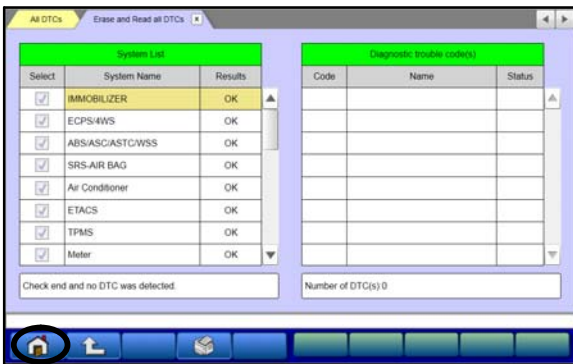 All DTCs Erase and Read all DTCs x
System List
Select System Name Results
IMMOBILIZER OK
ECPS/4WS OK
ABS/ASC/ASTC/WSS OK
SRS-AIR BAG OK
Air Conditioner OK
ETACS OK
TPMS OK
Meter OK
Check end and no DTC was detected.
Diagnostic trouble code(s)
Code Name Status
Number of DTC(s) 0